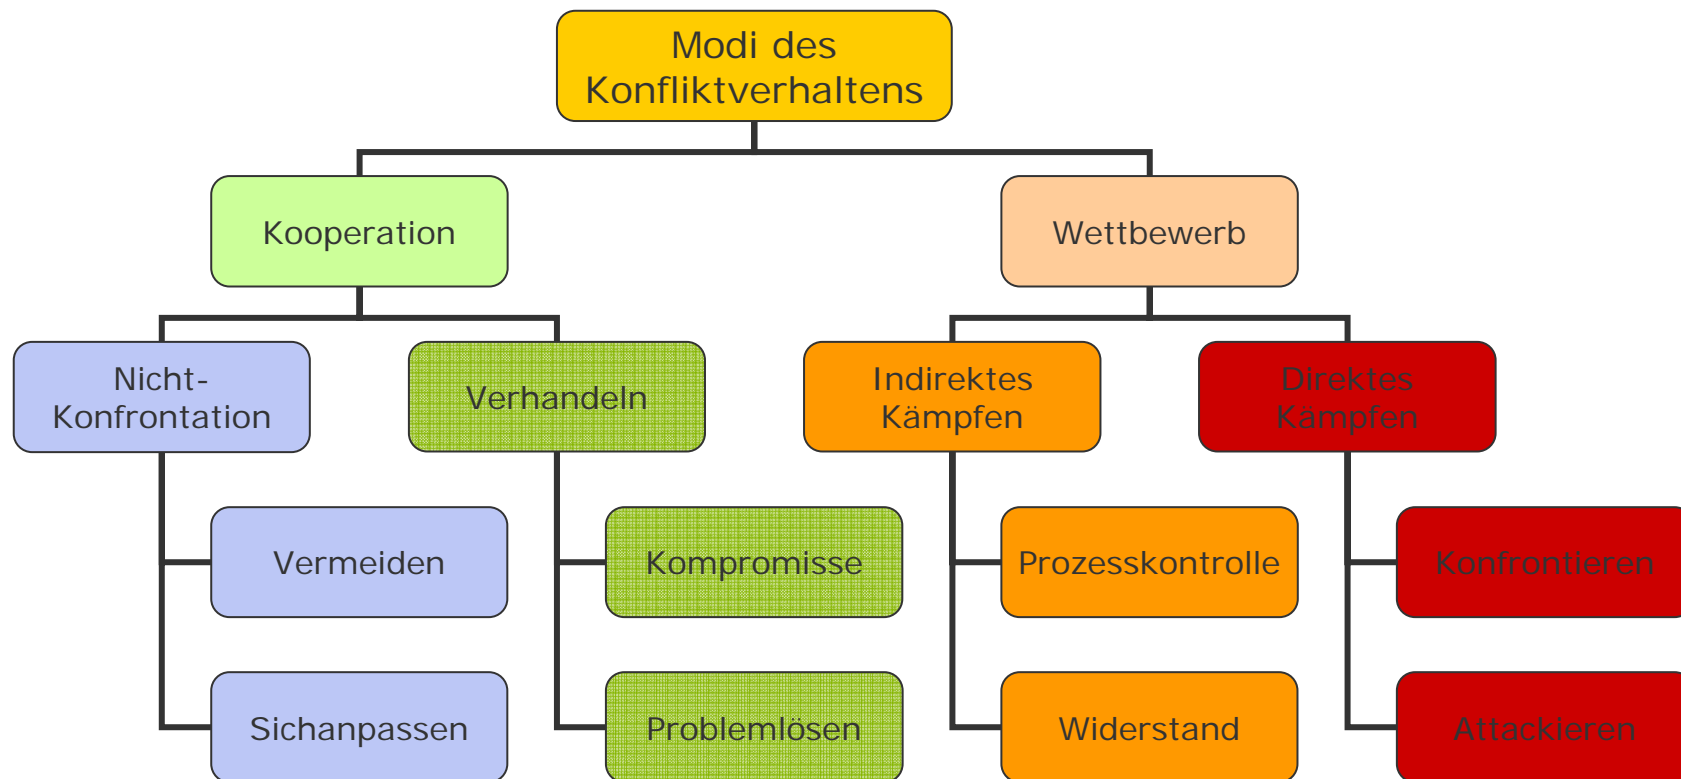 Modi des
Konfliktverhaltens
Kooperation
Wettbewerb
Nicht-
Konfrontation
Verhandeln
Indirektes
Kämpfen
Direktes
Kämpfen
Vermeiden
Kompromisse
Prozesskontrolle
Konfrontieren
Sichanpassen
Problemlösen
Widerstand
Attackieren